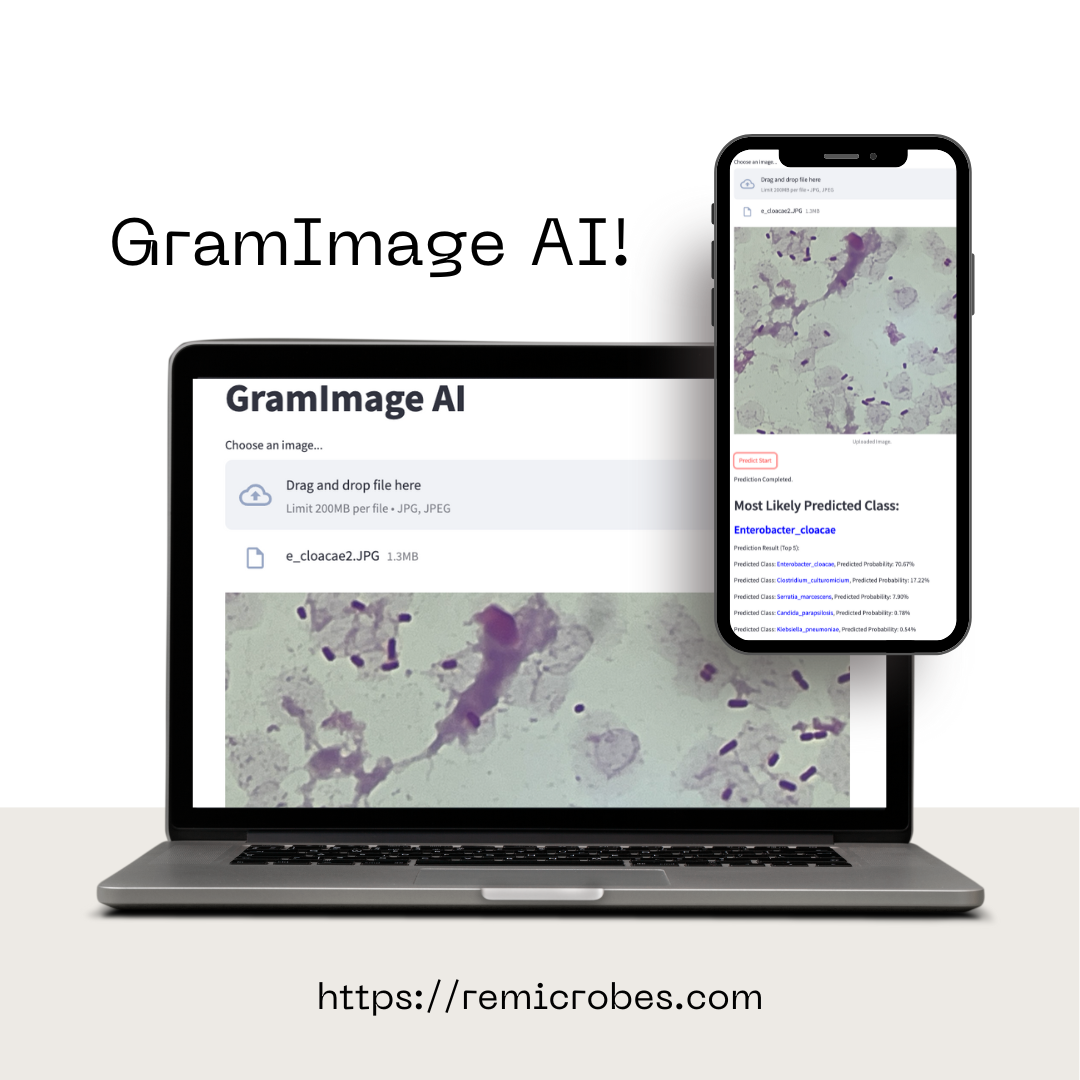 GramImage AI!
GramImage AI
Choose an image...
Drag and drop file here
Limit 200MB per file • JPG, JPEG
e_cloacae2.JPG 1.3MB
Choose an image...
Drag and drop file here
Limit 200MB per file • JPG, JPEG
e_cloacae2.JPG 1.3MB
Uploaded Image.
Predict Start
Prediction Completed.
Most Likely Predicted Class:
Enterobacter_cloacae
Prediction Result (Top 5):
Predicted Class: Enterobacter_cloacae, Predicted Probability: 70.67%
Predicted Class: Clostridium_culturomicium, Predicted Probability: 17.22%
Predicted Class: Serratia_marcescens, Predicted Probability: 7.90%
Predicted Class: Candida_parapsilosis, Predicted Probability: 0.78%
Predicted Class: Klebsiella_pneumoniae, Predicted Probability: 0.54%
https://remicrobes.com